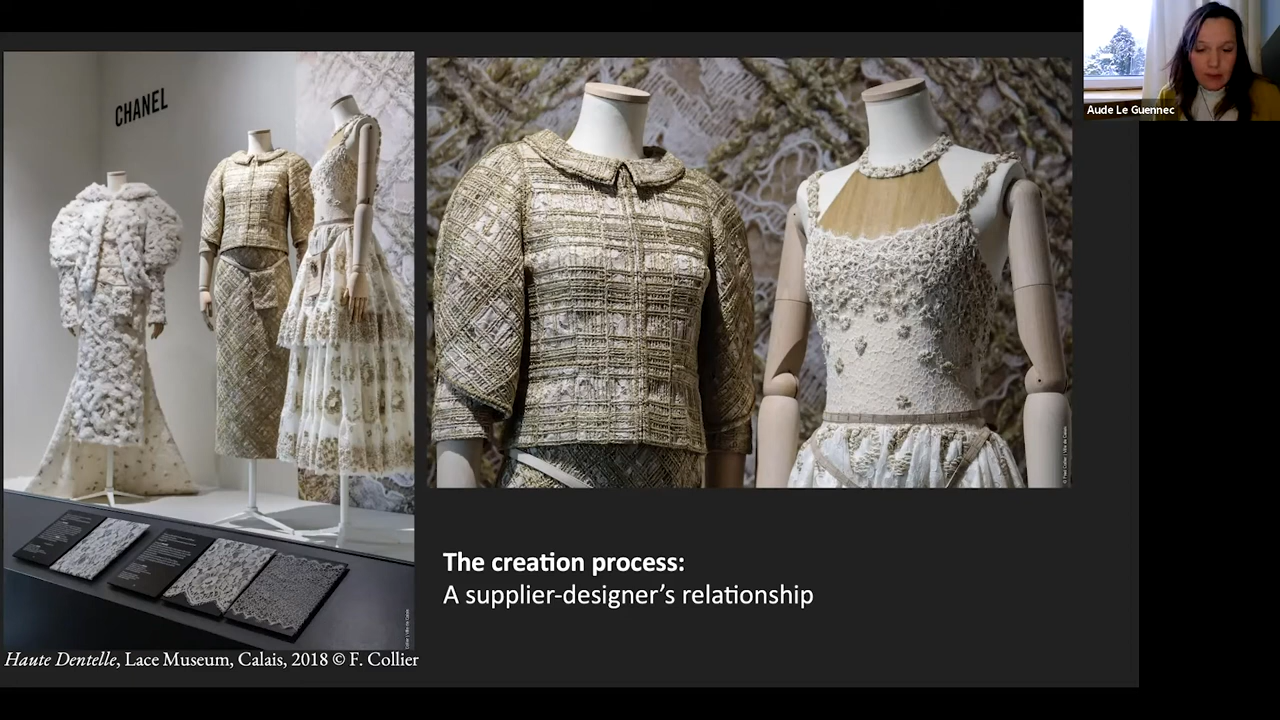 CHANEL
Aude Le Guennec
The creation process:
A supplier-designer's relationship
Haute Dentelle, Lace Museum, Calais, 2018 © F. Collier